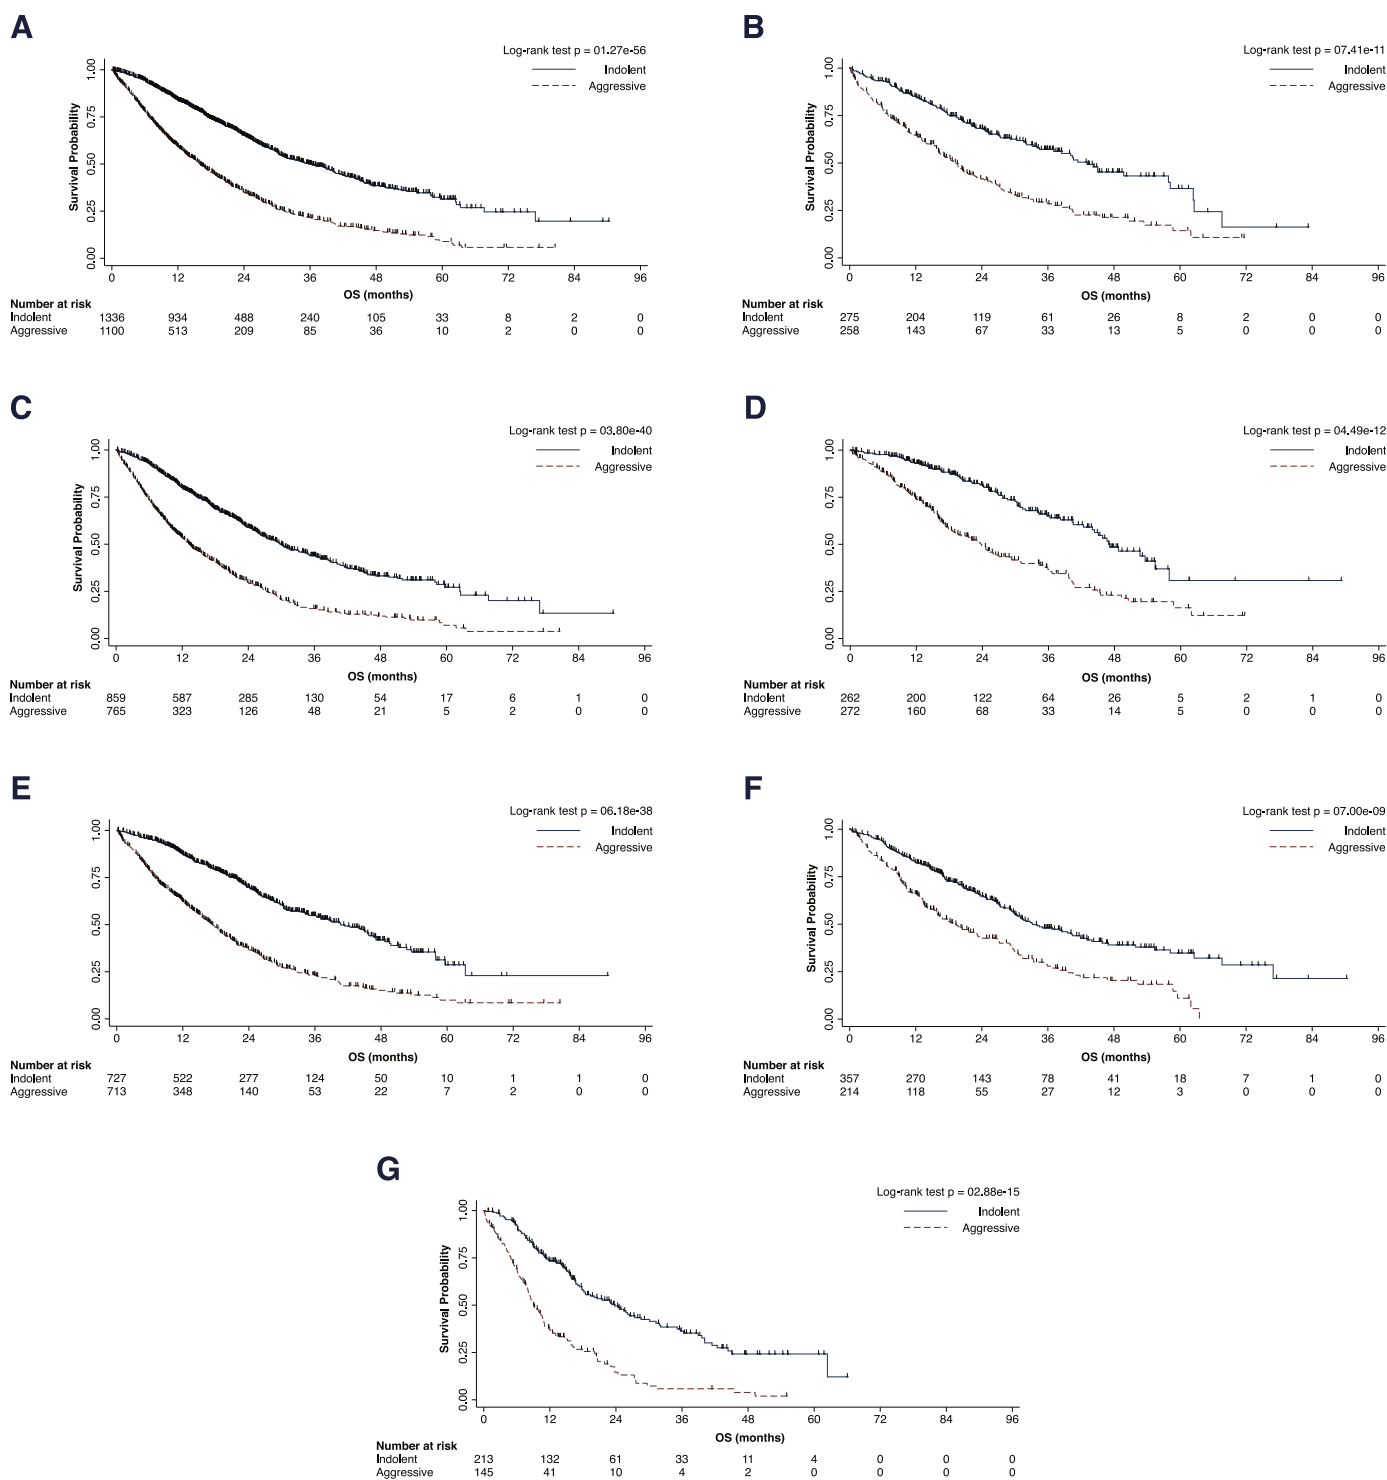 A
Log-rank test p = 01.27e-56
Indolent
Aggressive
Survival Probability
1.00
0.75
0.50
0.25
0.00
0 12 24 36 48 60 72 84 96
OS (months)
Number at risk
Indolent 1336 934 488 240 105 33 8 2 0
Aggressive 1100 513 209 85 36 10 2 0 0
B
Log-rank test p = 07.41e-11
Indolent
Aggressive
Survival Probability
1.00
0.75
0.50
0.25
0.00
0 12 24 36 48 60 72 84 96
OS (months)
Number at risk
Indolent 275 204 119 61 26 8 2 0 0
Aggressive 258 143 67 33 13 5 0 0 0
C
Log-rank test p = 03.80e-40
Indolent
Aggressive
Survival Probability
1.00
0.75
0.50
0.25
0.00
0 12 24 36 48 60 72 84 96
OS (months)
Number at risk
Indolent 859 587 285 130 54 17 6 1 0
Aggressive 765 323 126 48 21 5 2 0 0
D
Log-rank test p = 04.49e-12
Indolent
Aggressive
Survival Probability
1.00
0.75
0.50
0.25
0.00
0 12 24 36 48 60 72 84 96
OS (months)
Number at risk
Indolent 262 200 122 64 26 5 2 1 0
Aggressive 272 160 68 33 14 5 0 0 0
E
Log-rank test p = 06.18e-38
Indolent
Aggressive
Survival Probability
1.00
0.75
0.50
0.25
0.00
0 12 24 36 48 60 72 84 96
OS (months)
Number at risk
Indolent 727 522 277 124 50 10 1 1 0
Aggressive 713 348 140 53 22 7 2 0 0
F
Log-rank test p = 07.00e-09
Indolent
Aggressive
Survival Probability
1.00
0.75
0.50
0.25
0.00
0 12 24 36 48 60 72 84 96
OS (months)
Number at risk
Indolent 357 270 143 78 41 18 7 1 0
Aggressive 214 118 55 27 12 3 0 0 0
G
Log-rank test p = 02.88e-15
Indolent
Aggressive
Survival Probability
1.00
0.75
0.50
0.25
0.00
0 12 24 36 48 60 72 84 96
OS (months)
Number at risk
Indolent 213 132 61 33 11 4 0 0 0
Aggressive 145 41 10 4 2 0 0 0 0